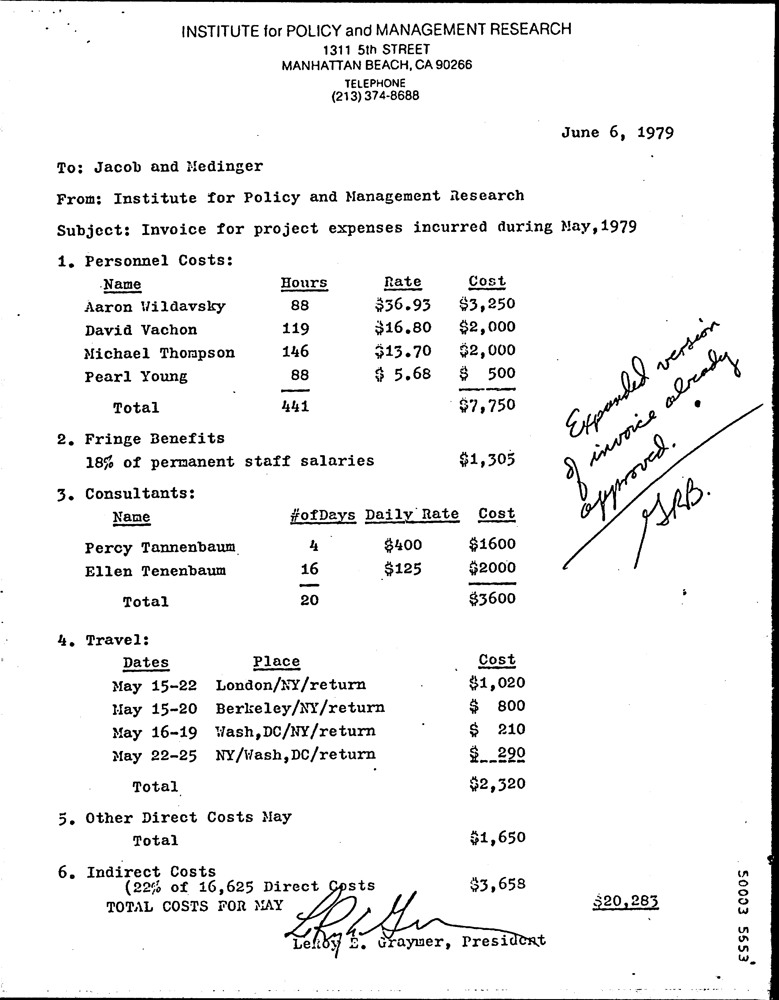 INSTITUTE for POLICY and MANAGEMENT RESEARCH
1311 5th STREET
MANHATTAN BEACH, CA 90266
TELEPHONE
(213) 374-8688
June 6, 1979
To: Jacob and Medinger
From: Institute for Policy and Management Research
Subject: Invoice for project expenses incurred during May,1979
1. Personnel Costs:
Name Hours Rate Cost
Aaron Wildavsky 88 $36.93 $3,250
David Vachon 119 $16.80 $2,000
Michael Thompson 146 $13.70 $2,000
Pearl Young 88 $ 5.68 $ 500
Total 441 $7,750
Expanded version
of invoice already
approved.
GRB.
2. Fringe Benefits
18% of permanent staff salaries $1,305
3. Consultants:
Name #ofDays Daily Rate Cost
Percy Tannenbaum 4 $400 $1600
Ellen Tenenbaum 16 $125 $2000
Total 20 $3600
4. Travel:
Dates Place Cost
May 15-22 London/NY/return $1,020
May 15-20 Berkeley/NY/return $ 800
May 16-19 Wash,DC/NY/return $ 210
May 22-25 NY/Wash,DC/return $ 290
Total $2,320
5. Other Direct Costs May
Total $1,650
6. Indirect Costs
(22% of 16,625 Direct Costs $3,658
TOTAL COSTS FOR MAY $20,283
LeRoy E. Graymer, President
50003 5653